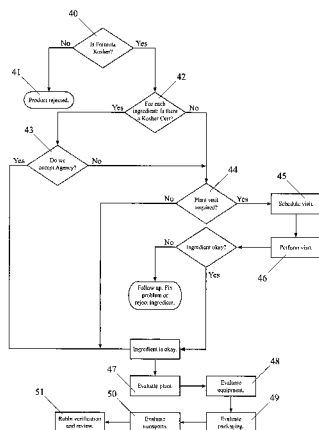 40
Is Formula
Kosher?
No
Yes
41
Product rejected.
42
For each
ingredient: Is there
a Kosher Cert?
Yes
No
43
Do we
accept Agency?
Yes
No
44
Plant visit
required?
No
Yes
45
Schedule visit.
Perform visit.
46
Ingredient okay?
No
Yes
Follow up. Fix
problem or
reject ingredient.
Ingredient is okay.
47
Evaluate plant.
48
Evaluate
equipment.
49
Evaluate
packaging.
50
Evaluate
transports.
51
Rabbi verification
and review.